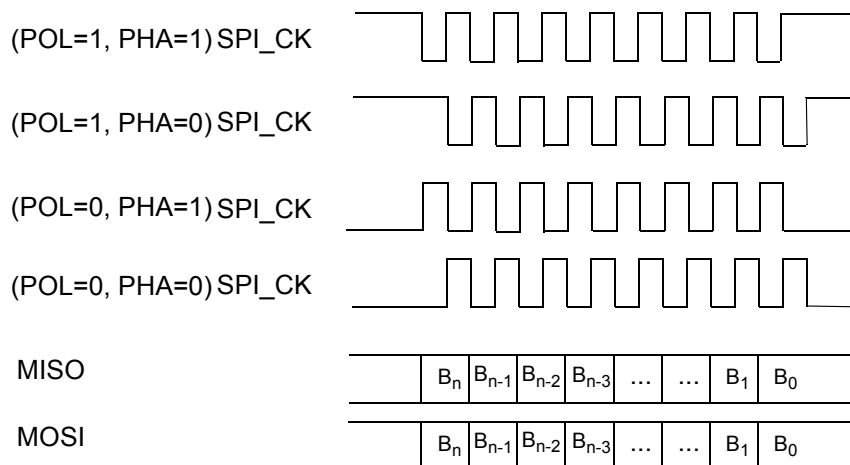 (POL=1, PHA=1) SPI_CK
(POL=1, PHA=0) SPI_CK
(POL=0, PHA=1) SPI_CK
(POL=0, PHA=0) SPI_CK
MISO Bn Bn-1 Bn-2 Bn-3 ... ... B1 B0
MOSI Bn Bn-1 Bn-2 Bn-3 ... ... B1 B0